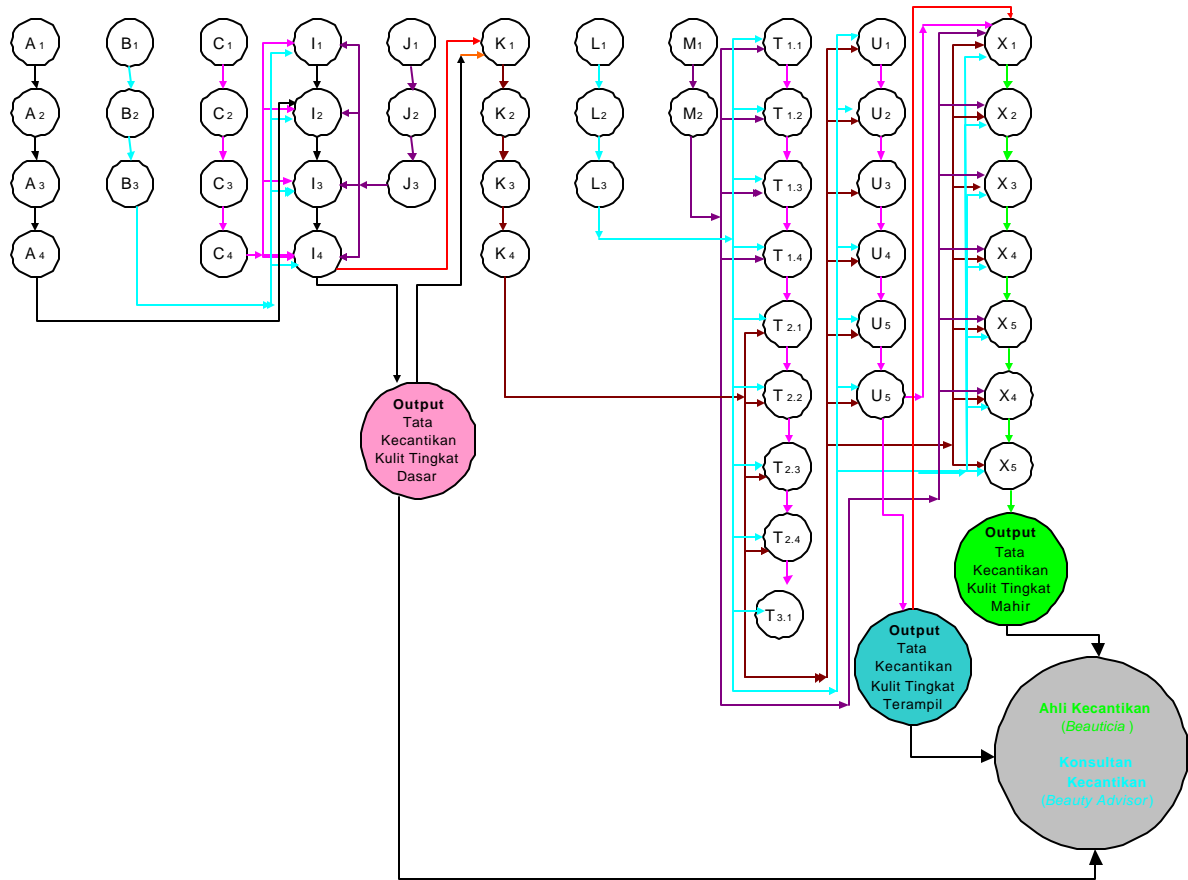 A1
B1
C1
I1
J1
K1
L1
M1
T1.1
U1
X1
A2
B2
C2
I2
J2
K2
L2
M2
T1.2
U2
X2
A3
B3
C3
I3
J3
K3
L3
T1.3
U3
X3
A4
C4
I4
K4
T1.4
U4
X4
T2.1
U5
X5
T2.2
U5
X4
T2.3
X5
T2.4
T3.1
Output
Tata
Kecantikan
Kulit Tingkat
Dasar
Output
Tata
Kecantikan
Kulit Tingkat
Mahir
Output
Tata
Kecantikan
Kulit Tingkat
Terampil
Ahli Kecantikan
(Beauticia )
Konsultan
Kecantikan
(Beauty Advisor)